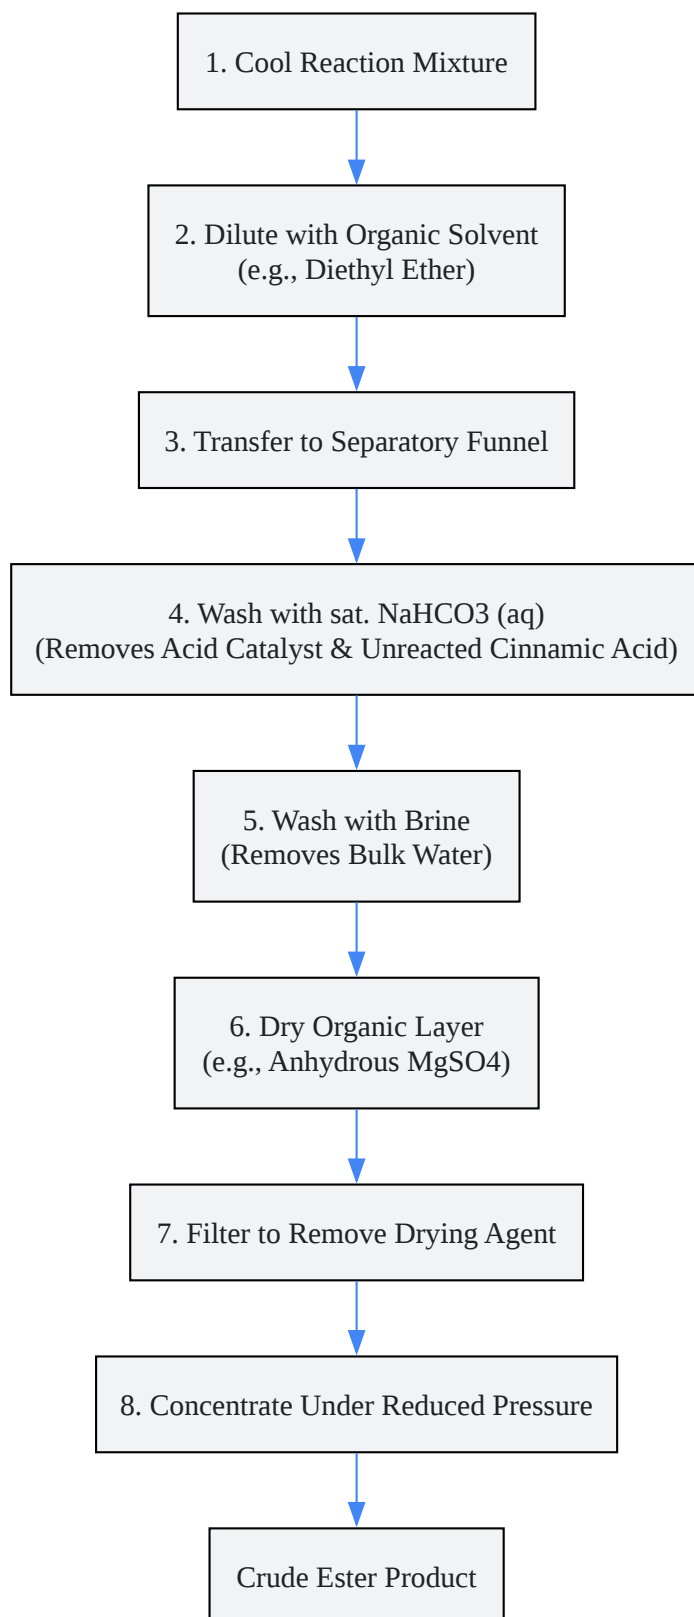 1. Cool Reaction Mixture
2. Dilute with Organic Solvent
(e.g., Diethyl Ether)
3. Transfer to Separatory Funnel
4. Wash with sat. NaHCO3 (aq)
(Removes Acid Catalyst & Unreacted Cinnamic Acid)
5. Wash with Brine
(Removes Bulk Water)
6. Dry Organic Layer
(e.g., Anhydrous MgSO4)
7. Filter to Remove Drying Agent
8. Concentrate Under Reduced Pressure
Crude Ester Product